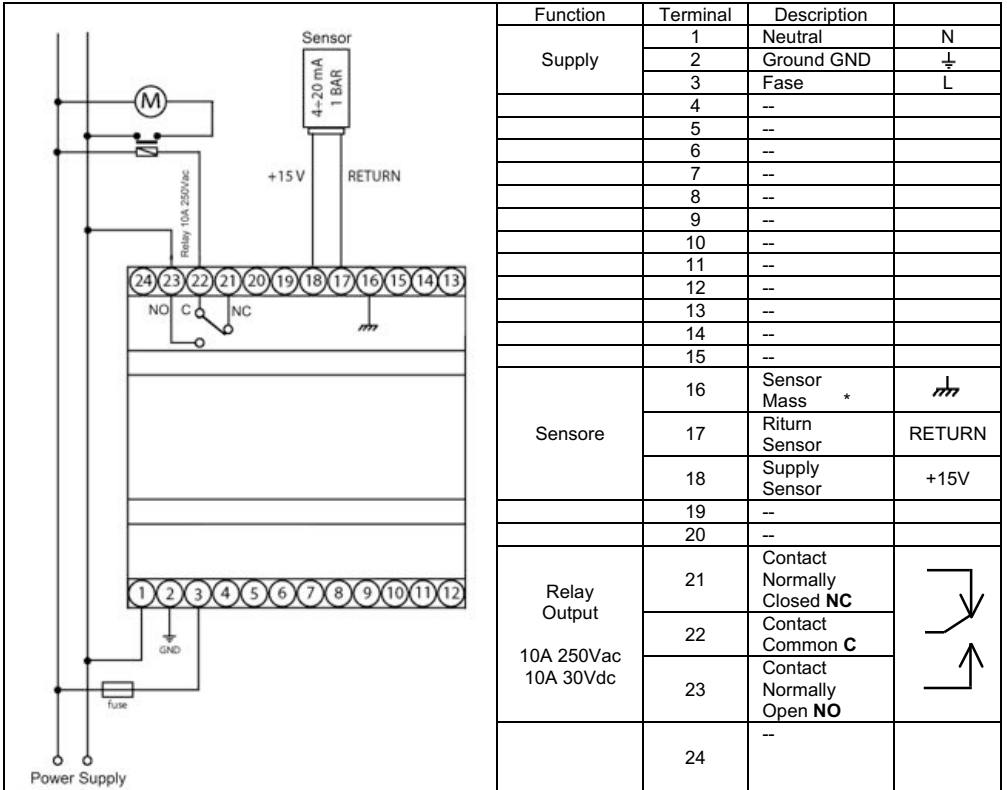 Sensor
4÷20 mA
1 BAR
M
+15 V
RETURN
Relay 10A 250Vac
24 23 22 21 20 19 18 17 16 15 14 13
NO C NC
1 2 3 4 5 6 7 8 9 10 11 12
GND
fuse
Power Supply
Function Terminal Description
Supply
1 Neutral N
2 Ground GND
3 Fase L
4 --
5 --
6 --
7 --
8 --
9 --
10 --
11 --
12 --
13 --
14 --
15 --
Sensore
16 Sensor
Mass *
17 Riturn
Sensor
RETURN
18 Supply
Sensor
+15V
19 --
20 --
Relay
Output
10A 250Vac
10A 30Vdc
21 Contact
Normally
Closed NC
22 Contact
Common C
23 Contact
Normally
Open NO
24 --